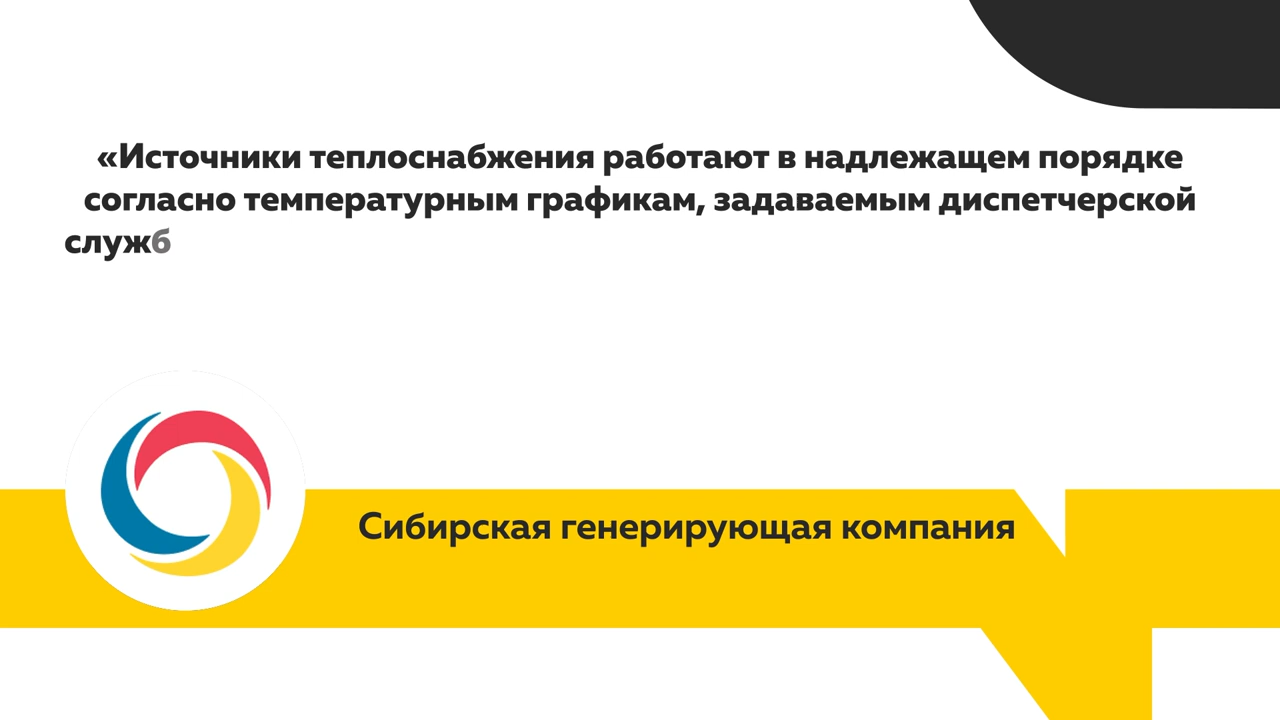 «Источники теплоснабжения работают в надлежащем порядке
согласно температурным графикам, задаваемым диспетчерской
служб
Сибирская генерирующая компания